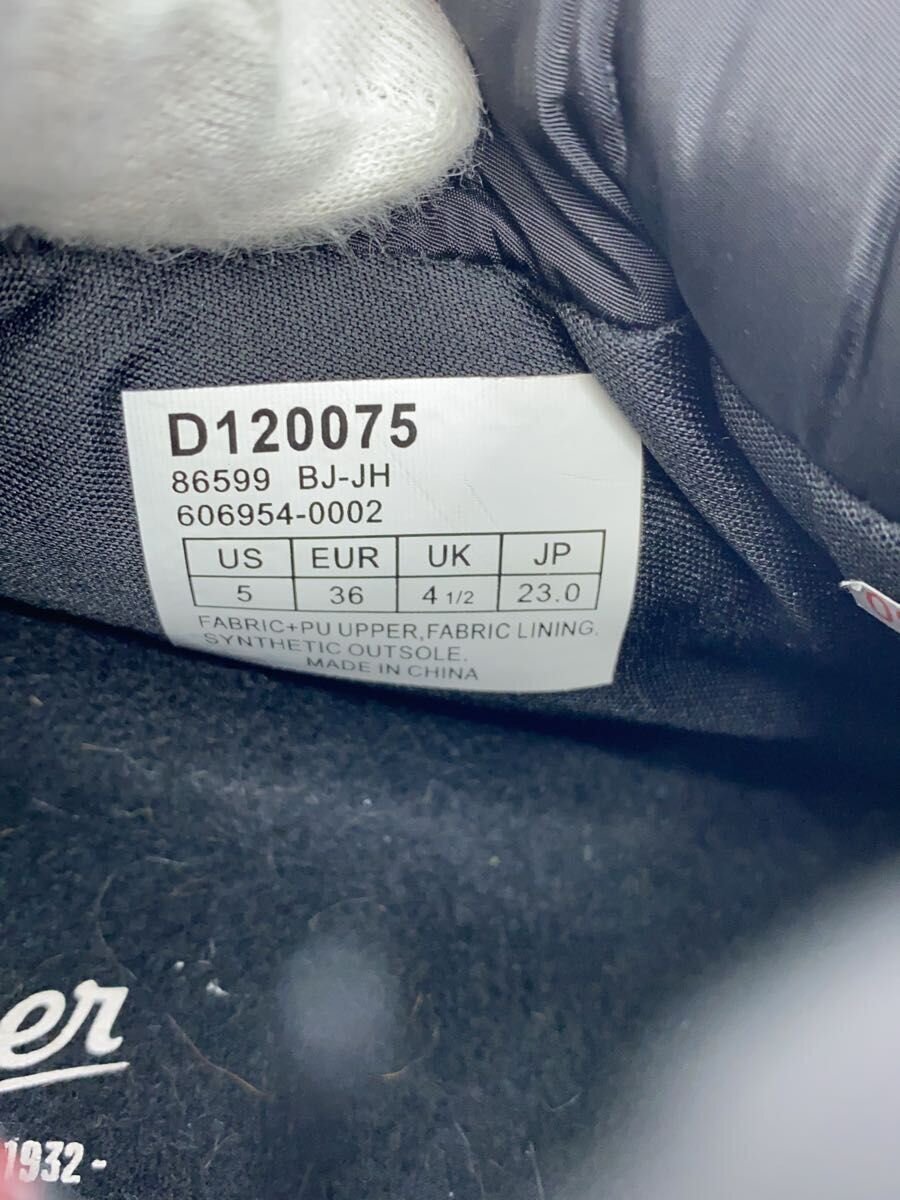 D120075
86599 BJ-JH
606954-0002
US EUR UK JP
5 36 4 1/2 23.0
FABRIC+PU UPPER,FABRIC LINING.
SYNTHETIC OUTSOLE.
MADE IN CHINA
er
1932-